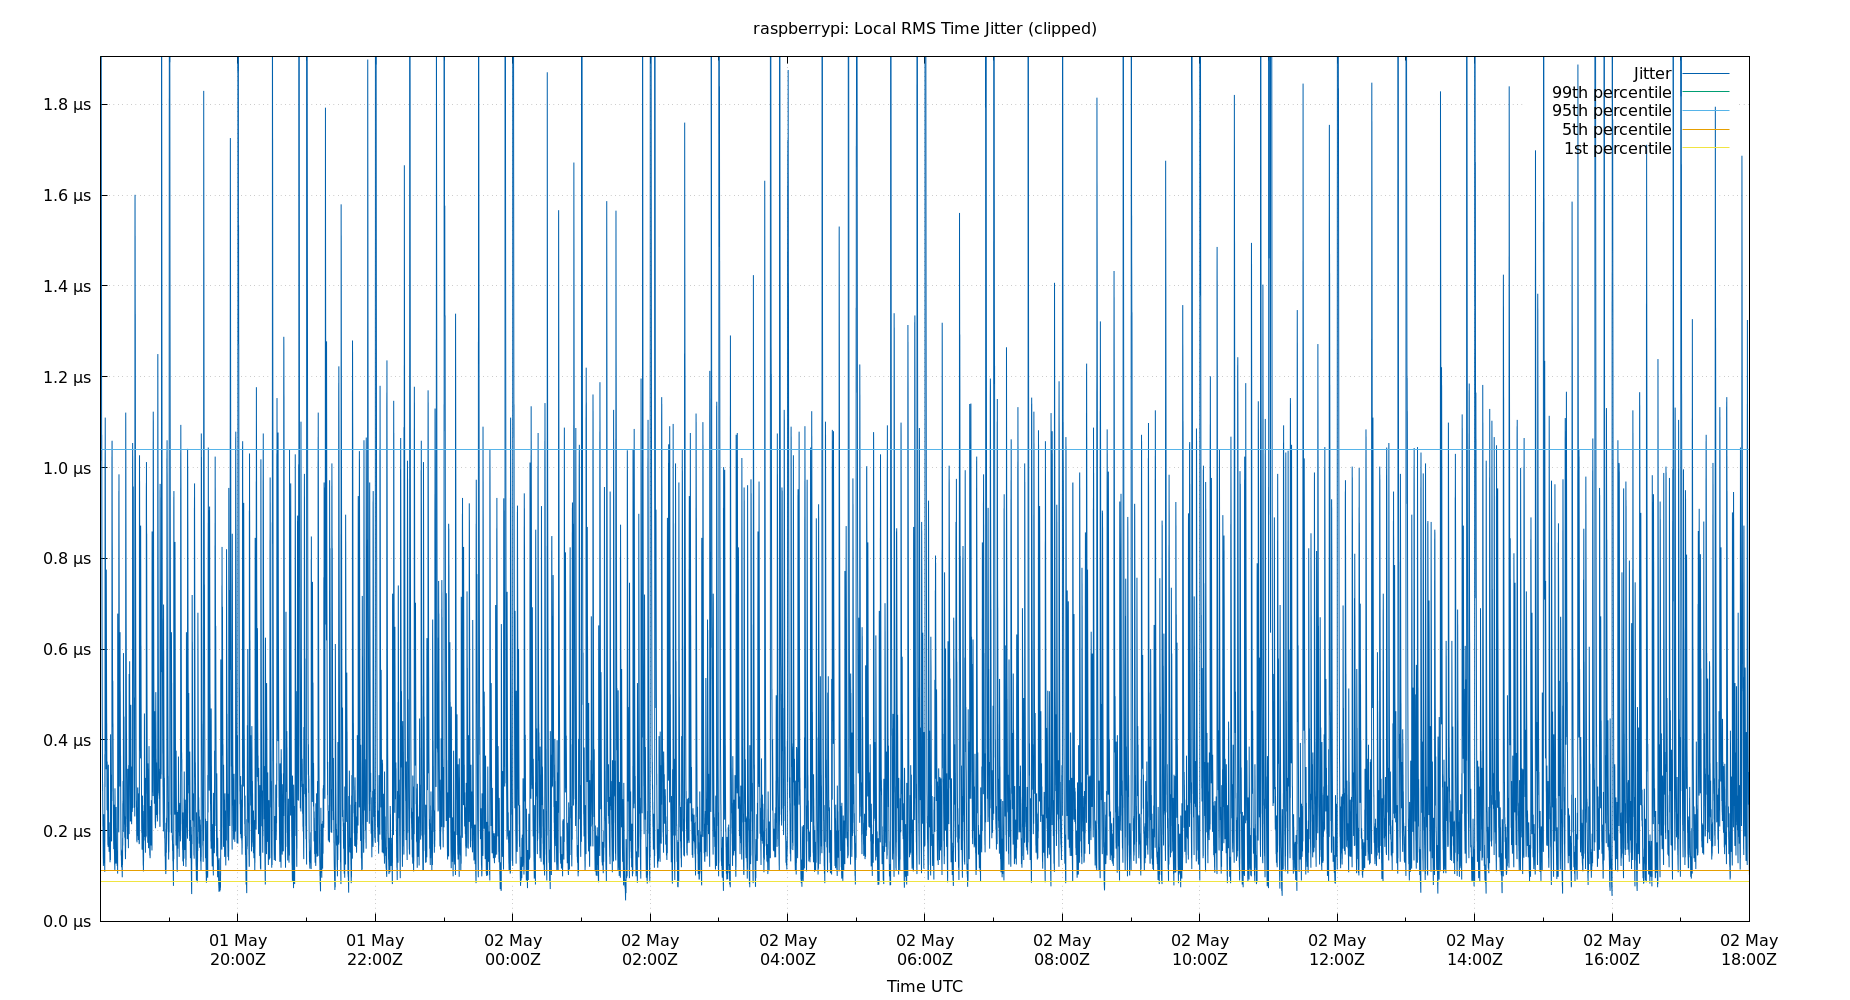 raspberrypi: Local RMS Time Jitter (clipped)
Jitter
99th percentile
95th percentile
5th percentile
1st percentile
1.8 μs
1.6 μs
1.4 μs
1.2 μs
1.0 μs
0.8 μs
0.6 μs
0.4 μs
0.2 μs
0.0 μs
01 May 01 May 02 May 02 May 02 May 02 May 02 May 02 May 02 May 02 May 02 May 02 May
20:00Z 22:00Z 00:00Z 02:00Z 04:00Z 06:00Z 08:00Z 10:00Z 12:00Z 14:00Z 16:00Z 18:00Z
Time UTC